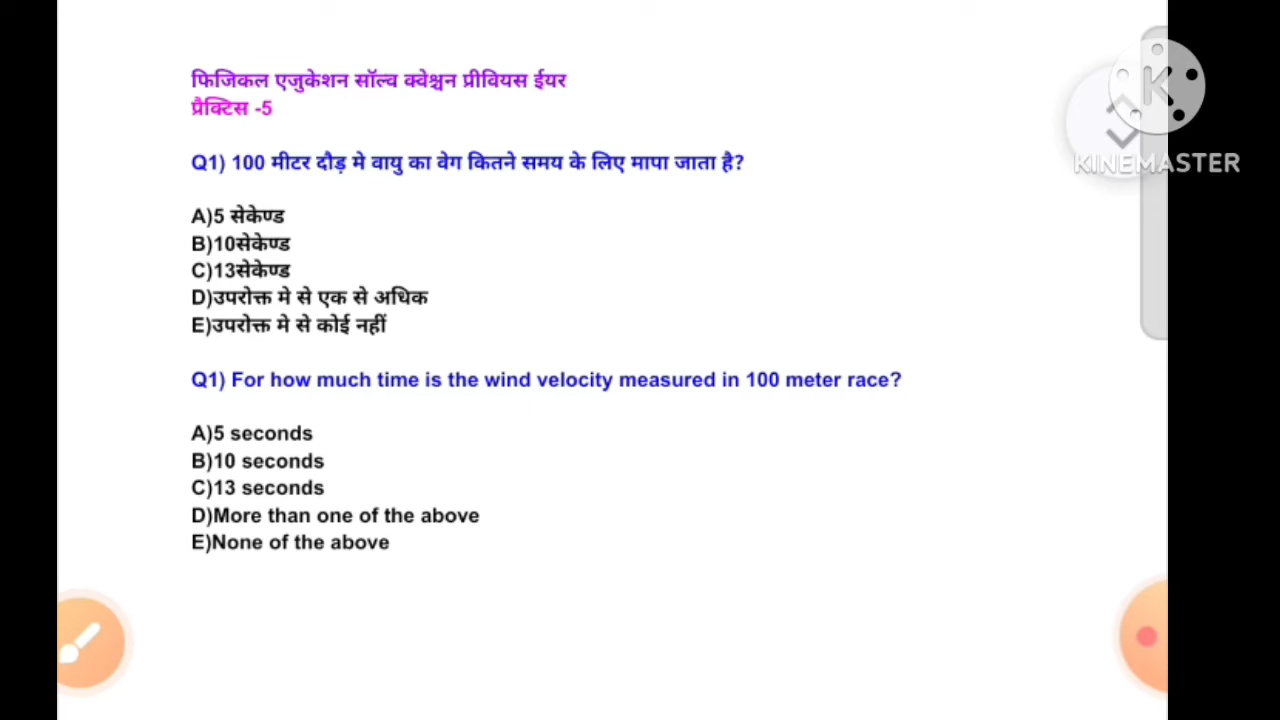 फिजिकल एजुकेशन सॉल्व क्वेश्चन प्रीवियस ईयर
प्रैक्टिस -5
Q1) 100 मीटर दौड़ मे वायु का वेग कितने समय के लिए मापा जाता है?
A)5 सेकेण्ड
B)10सेकेण्ड
C)13सेकेण्ड
D)उपरोक्त मे से एक से अधिक
E)उपरोक्त मे से कोई नहीं
Q1) For how much time is the wind velocity measured in 100 meter race?
A)5 seconds
B)10 seconds
C)13 seconds
D)More than one of the above
E)None of the above
K
KINEMASTER